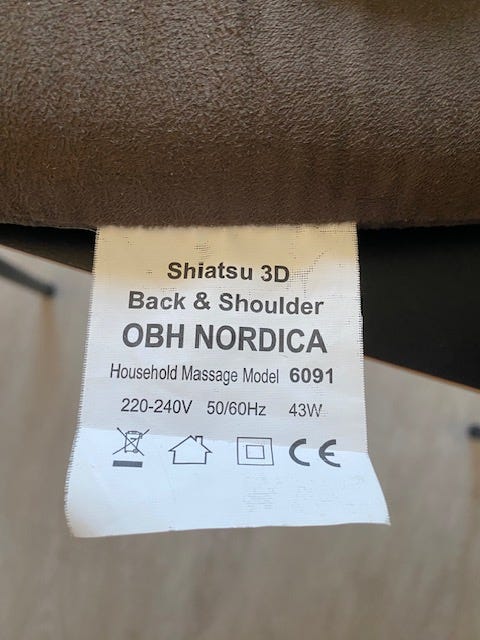 Shiatsu 3D
Back & Shoulder
OBH NORDICA
Household Massage Model 6091
220-240V 50/60Hz 43W
CE